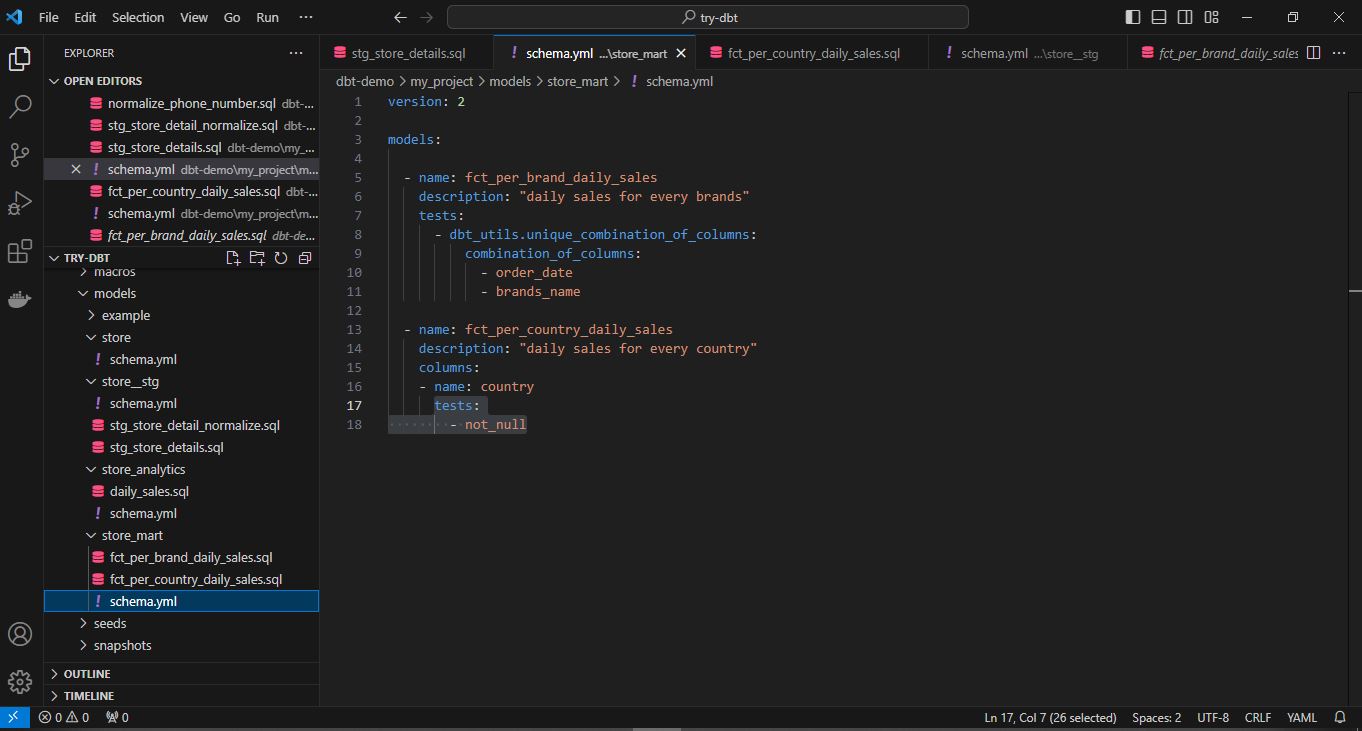 File Edit Selection View Go Run ···
try-dbt
EXPLORER ···
OPEN EDITORS
normalize_phone_number.sql dbt-...
stg_store_detail_normalize.sql dbt-...
stg_store_details.sql dbt-demo\my_...
schema.yml dbt-demo\my_project\m...
fct_per_country_daily_sales.sql dbt-...
schema.yml dbt-demo\my_project\m...
fct_per_brand_daily_sales.sql dbt-de...
TRY-DBT
macros
models
example
store
schema.yml
store__stg
schema.yml
stg_store_detail_normalize.sql
stg_store_details.sql
store_analytics
daily_sales.sql
schema.yml
store_mart
fct_per_brand_daily_sales.sql
fct_per_country_daily_sales.sql
schema.yml
seeds
snapshots
OUTLINE
TIMELINE
stg_store_details.sql
schema.yml ...\store_mart
fct_per_country_daily_sales.sql
schema.yml ...\store__stg
fct_per_brand_daily_sales
dbt-demo > my_project > models > store_mart > ! schema.yml
1 version: 2
2
3 models:
4
5 - name: fct_per_brand_daily_sales
6 description: "daily sales for every brands"
7 tests:
8 - dbt_utils.unique_combination_of_columns:
9 combination_of_columns:
10 - order_date
11 - brands_name
12
13 - name: fct_per_country_daily_sales
14 description: "daily sales for every country"
15 columns:
16 - name: country
17 tests:
18 - not_null
0 0 0
Ln 17, Col 7 (26 selected) Spaces: 2 UTF-8 CRLF YAML